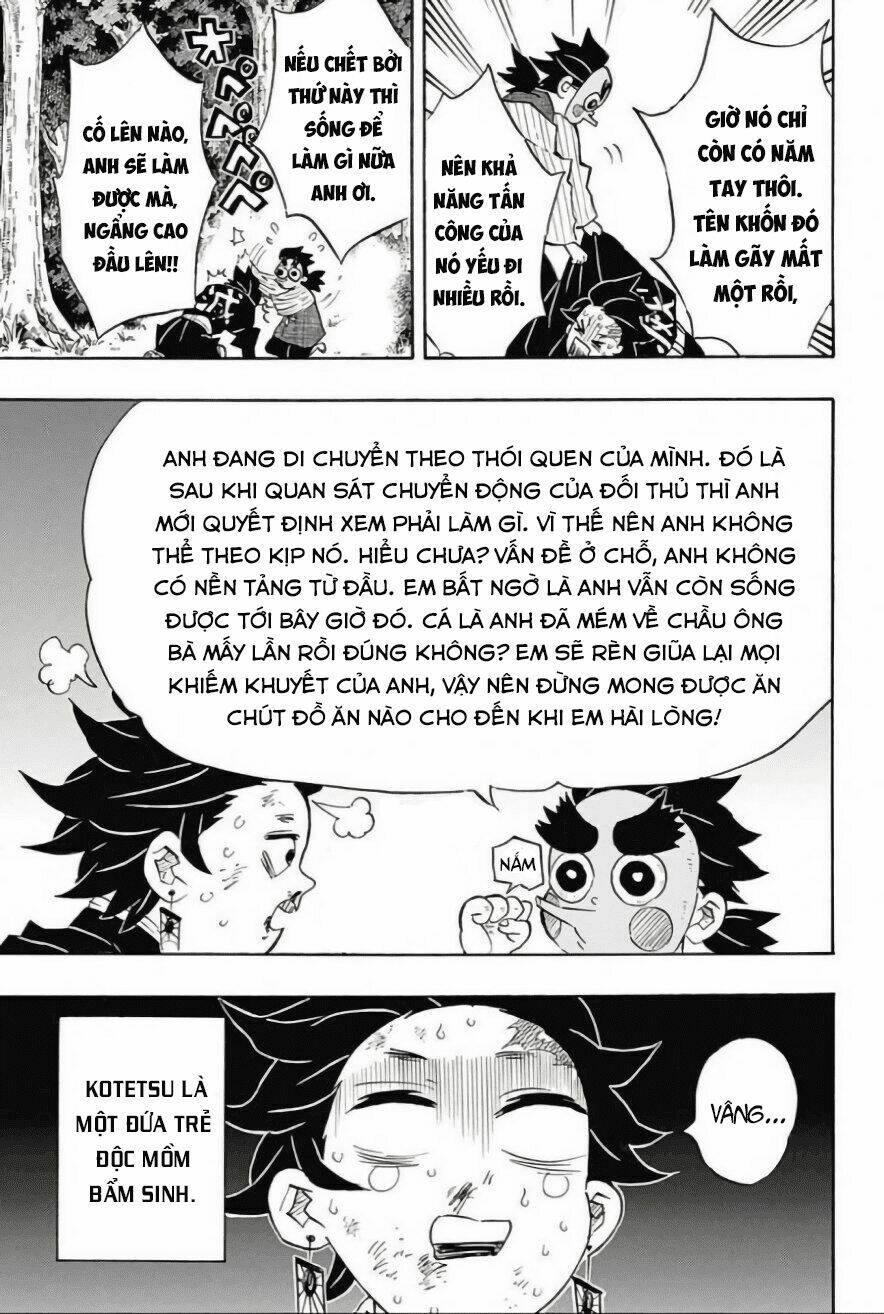 GIỜ NÓ CHỈ
CÒN CÓ NĂM
TAY THÔI.
TÊN KHỐN ĐÓ
LÀM GÃY MẤT
MỘT RỒI,
NÊN KHẢ
NĂNG TẤN
CÔNG CỦA
NÓ YẾU ĐI
NHIỀU RỒI.
NẾU CHẾT BỞI
THỨ NÀY THÌ
SỐNG ĐỂ
LÀM GÌ NỮA
ANH ƠI.
ペペペペ
CỐ LÊN NÀO,
ANH SẼ LÀM
ĐƯỢC MÀ,
NGẨNG CAO
ĐẦU LÊN!!
ANH ĐANG DI CHUYỂN THEO THÓI QUEN CỦA MÌNH. ĐÓ LÀ
SAU KHI QUAN SÁT CHUYỂN ĐỘNG CỦA ĐỐI THỦ THÌ ANH
MỚI QUYẾT ĐỊNH XEM PHẢI LÀM GÌ. VÌ THẾ NÊN ANH KHÔNG
THỂ THEO KỊP NÓ. HIỂU CHƯA? VẤN ĐỀ Ở CHỖ, ANH KHÔNG
CÓ NỀN TẢNG TỪ ĐẦU. EM BẤT NGỜ LÀ ANH VẪN CÒN SỐNG
ĐƯỢC TỚI BÂY GIỜ ĐÓ. CÁ LÀ ANH ĐÃ MÉM VỀ CHẦU ÔNG
BÀ MẤY LẦN RỒI ĐÚNG KHÔNG? EM SẼ RÈN GIŨA LẠI MỌI
KHIẾM KHUYẾT CỦA ANH, VẬY NÊN ĐỪNG MONG ĐƯỢC ĂN
CHÚT ĐỒ ĂN NÀO CHO ĐẾN KHI EM HÀI LÒNG!
NẮM
VÂNG...
KOTETSU LÀ
MỘT ĐỨA TRẺ
ĐỘC MỒM
BẨM SINH.